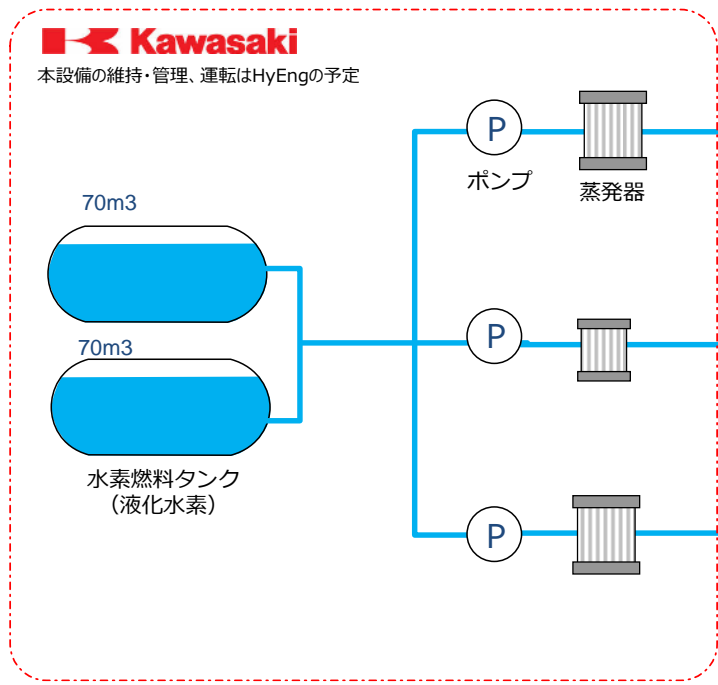 Kawasaki
本設備の維持・管理、運転はHyEngの予定
P
ポンプ
蒸発器
70m3
P
70m3
水素燃料タンク
（液化水素）
P